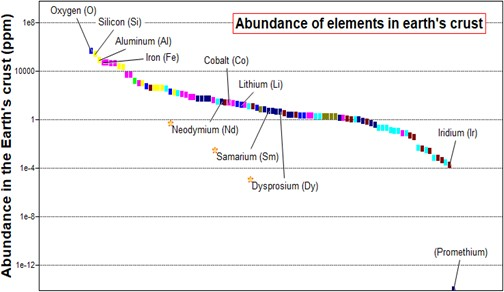 Abundance of elements in earth's crust
Abundance in the Earth's crust (ppm)
1e8
10000
1
1e-4
1e-8
1e-12
Oxygen (O)
Silicon (Si)
Aluminum (Al)
Iron (Fe)
Cobalt (Co)
Lithium (Li)
Neodymium (Nd)
Samarium (Sm)
Dysprosium (Dy)
Iridium (Ir)
(Promethium)